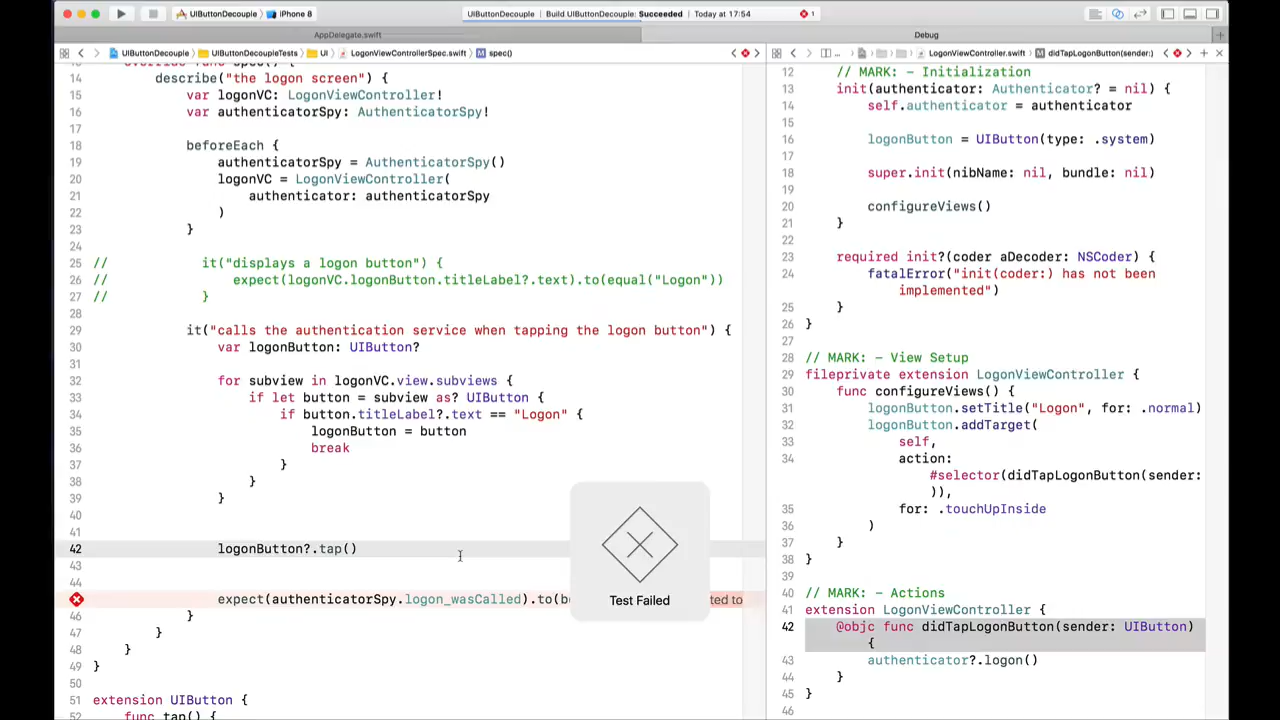 UIButtonDecouple iPhone 8 UIButtonDecouple | Build UIButtonDecouple: Succeeded Today at 17:54 1
AppDelegate.swift Debug
UIButtonDecouple UIButtonDecoupleTests UI LogonViewControllerSpec.swift M spec()
LogonViewController.swift M didTapLogonButton(sender:)
14 describe("the logon screen") {
15 var logonVC: LogonViewController!
16 var authenticatorSpy: AuthenticatorSpy!
17
18 beforeEach {
19 authenticatorSpy = AuthenticatorSpy()
20 logonVC = LogonViewController(
21 authenticator: authenticatorSpy
22 )
23 }
24
25 // it("displays a logon button") {
26 // expect(logonVC.logonButton.titleLabel?.text).to(equal("Logon"))
27 // }
28
29 it("calls the authentication service when tapping the logon button") {
30 var logonButton: UIButton?
31
32 for subview in logonVC.view.subviews {
33 if let button = subview as? UIButton {
34 if button.titleLabel?.text == "Logon" {
35 logonButton = button
36 break
37 }
38 }
39 }
40
41
42 logonButton?.tap()
43
44
expect(authenticatorSpy.logon_wasCalled).to(b ted to
46 }
47 }
48 }
49 }
50
51 extension UIButton {
52 func tap() {
Test Failed
12 // MARK: - Initialization
13 init(authenticator: Authenticator? = nil) {
14 self.authenticator = authenticator
15
16 logonButton = UIButton(type: .system)
17
18 super.init(nibName: nil, bundle: nil)
19
20 configureViews()
21 }
22
23 required init?(coder aDecoder: NSCoder) {
24 fatalError("init(coder:) has not been
implemented")
25 }
26 }
27
28 // MARK: - View Setup
29 fileprivate extension LogonViewController {
30 func configureViews() {
31 logonButton.setTitle("Logon", for: .normal)
32 logonButton.addTarget(
33 self,
34 action:
#selector(didTapLogonButton(sender:
)),
35 for: .touchUpInside
36 )
37 }
38 }
39
40 // MARK: - Actions
41 extension LogonViewController {
42 @objc func didTapLogonButton(sender: UIButton)
{
43 authenticator?.logon()
44 }
45 }
46